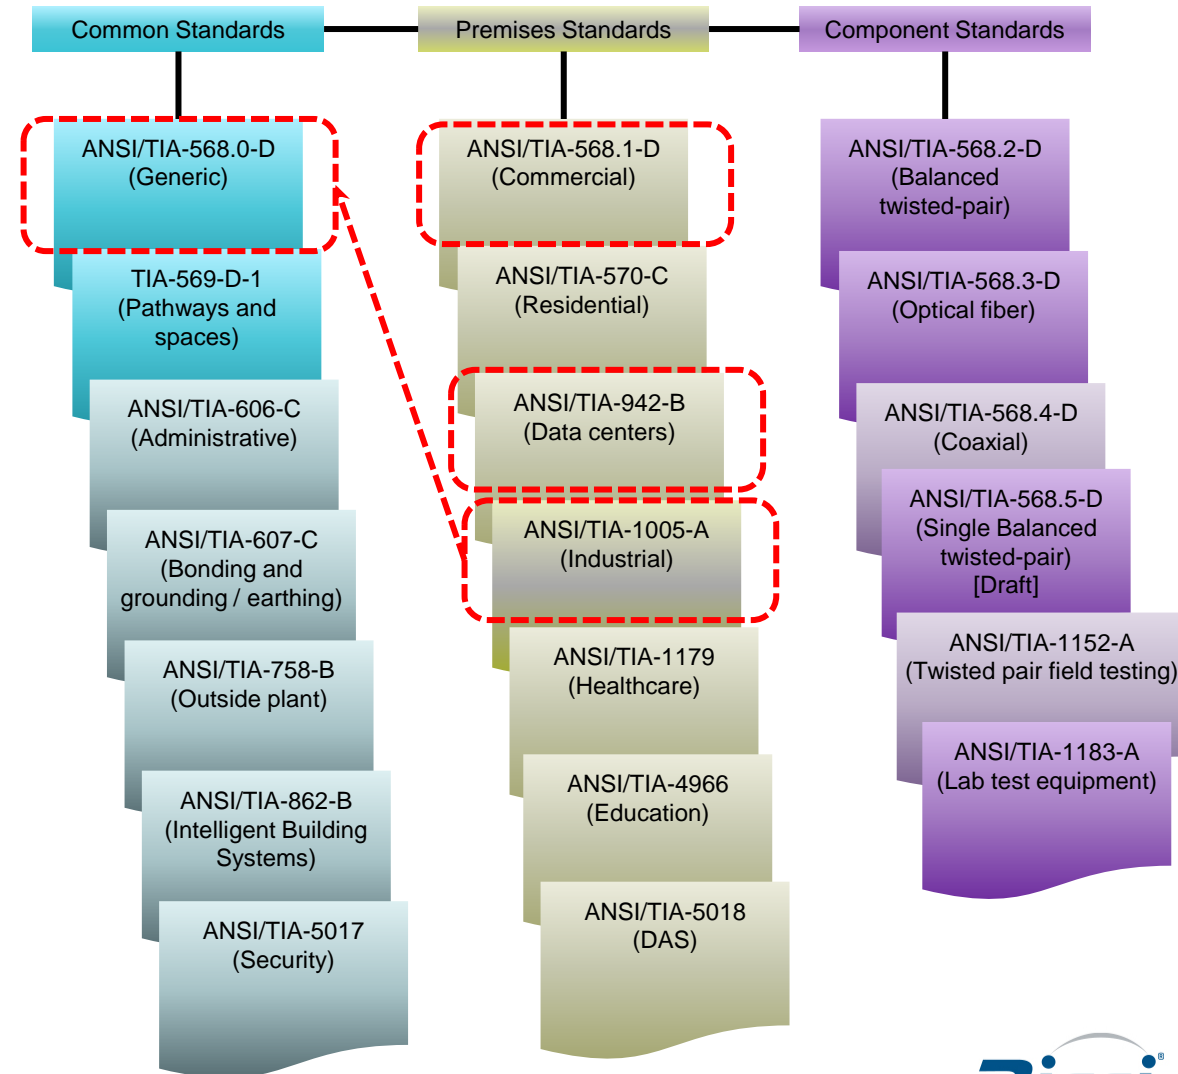 Common Standards
Premises Standards
Component Standards
ANSI/TIA-568.0-D
(Generic)
TIA-569-D-1
(Pathways and
spaces)
ANSI/TIA-606-C
(Administrative)
ANSI/TIA-607-C
(Bonding and
grounding / earthing)
ANSI/TIA-758-B
(Outside plant)
ANSI/TIA-862-B
(Intelligent Building
Systems)
ANSI/TIA-5017
(Security)
ANSI/TIA-568.1-D
(Commercial)
ANSI/TIA-570-C
(Residential)
ANSI/TIA-942-B
(Data centers)
ANSI/TIA-1005-A
(Industrial)
ANSI/TIA-1179
(Healthcare)
ANSI/TIA-4966
(Education)
ANSI/TIA-5018
(DAS)
ANSI/TIA-568.2-D
(Balanced
twisted-pair)
ANSI/TIA-568.3-D
(Optical fiber)
ANSI/TIA-568.4-D
(Coaxial)
ANSI/TIA-568.5-D
(Single Balanced
twisted-pair)
[Draft]
ANSI/TIA-1152-A
(Twisted pair field testing)
ANSI/TIA-1183-A
(Lab test equipment)